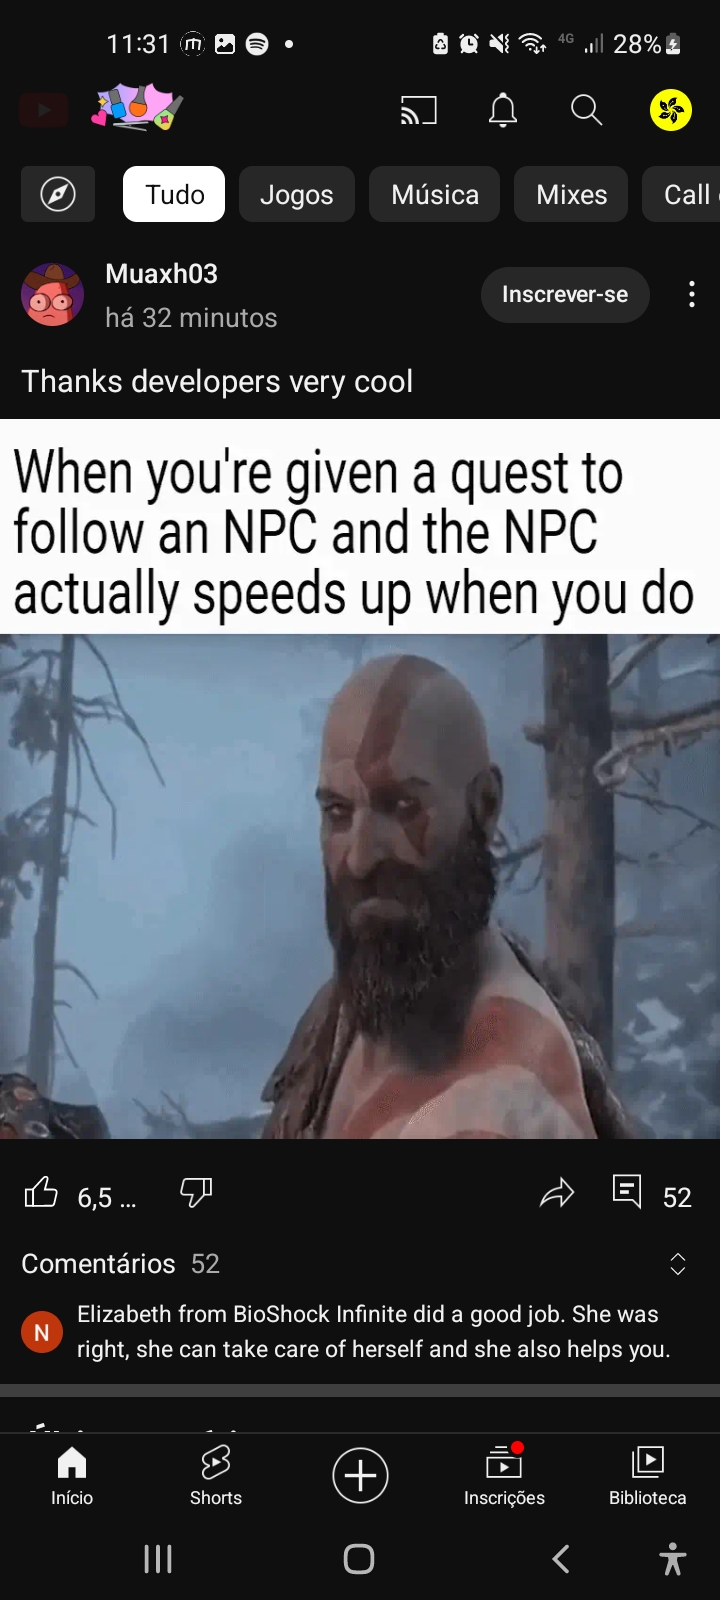 11:31
4G
28%
Tudo
Jogos
Música
Mixes
Call
Muaxh03
há 32 minutos
Inscrever-se
Thanks developers very cool
When you're given a quest to
follow an NPC and the NPC
actually speeds up when you do
6,5 ...
52
Comentários 52
N
Elizabeth from BioShock Infinite did a good job. She was
right, she can take care of herself and she also helps you.
Início
Shorts
Inscrições
Biblioteca